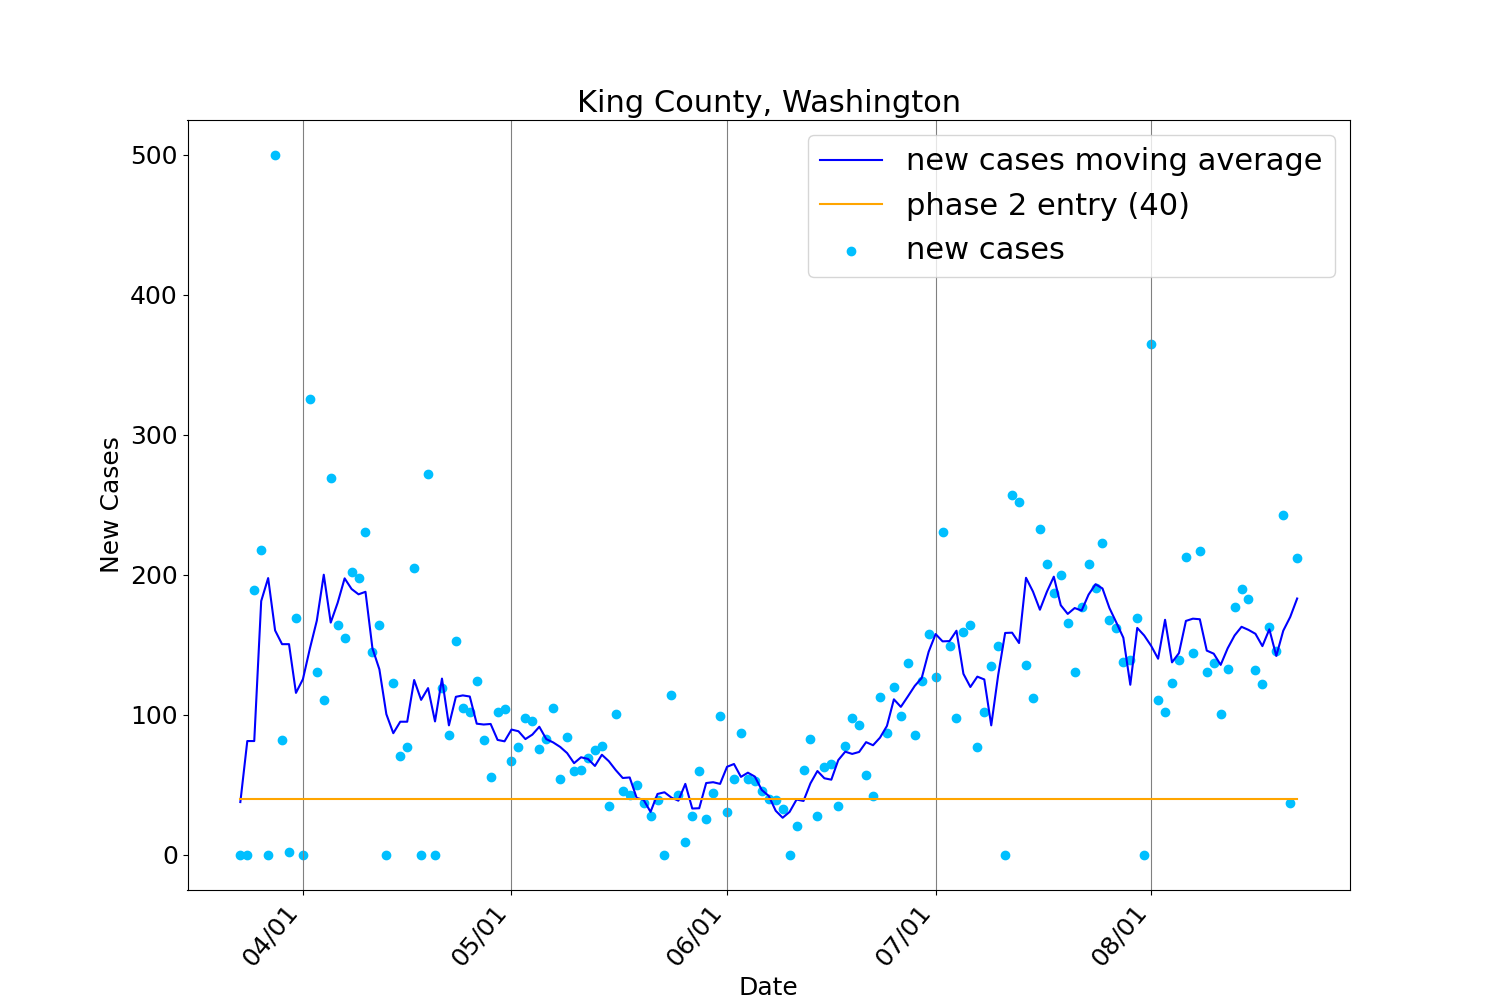 King County, Washington
new cases moving average
phase 2 entry (40)
new cases
500
400
300
200
100
0
New Cases
04/01
05/01
06/01
07/01
08/01
Date